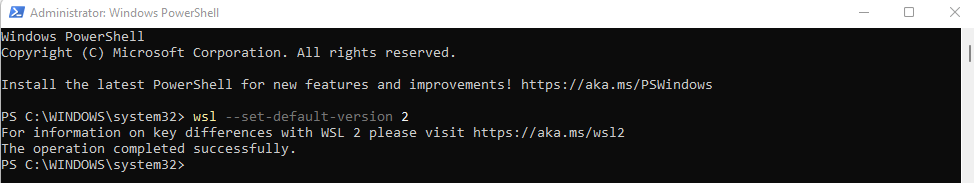 Administrator: Windows PowerShell
Windows PowerShell
Copyright (C) Microsoft Corporation. All rights reserved.
Install the latest PowerShell for new features and improvements! https://aka.ms/PSWindows
PS C:\WINDOWS\system32> wsl --set-default-version 2
For information on key differences with WSL 2 please visit https://aka.ms/wsl2
The operation completed successfully.
PS C:\WINDOWS\system32>